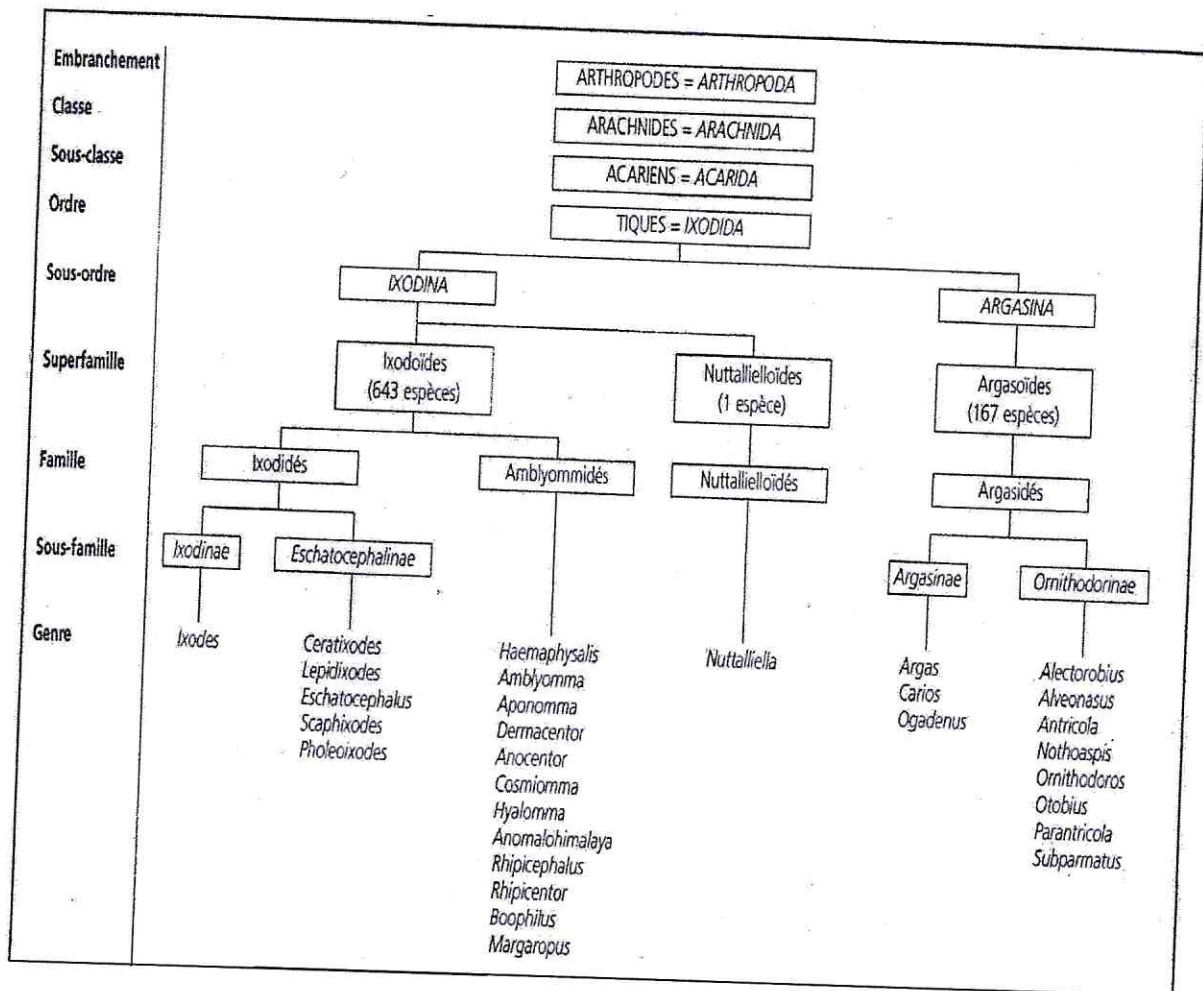 Embranchement
ARTHROPODES = ARTHROPODA
Classe
ARACHNIDES = ARACHNIDA
Sous-classe
ACARIENS = ACARIDA
Ordre
TIQUES = IXODIDA
Sous-ordre
IXODINA
ARGASINA
Superfamille
Ixodoïdes
(643 espèces)
Nuttallielloïdes
(1 espèce)
Argasoïdes
(167 espèces)
Famille
Ixodidés
Amblyommidés
Nuttallielloïdés
Argasidés
Sous-famille
Ixodinae
Eschatocephalinae
Argasinae
Ornithodorinae
Genre
Ixodes
Ceratixodes
Lepidixodes
Eschatocephalus
Scaphixodes
Pholeoixodes
Haemaphysalis
Amblyomma
Aponomma
Dermacentor
Anocentor
Cosmiomma
Hyalomma
Anomalohimalaya
Rhipicephalus
Rhipicentor
Boophilus
Margaropus
Nuttalliella
Argas
Carios
Ogadenus
Alectorobius
Alveonasus
Antricola
Nothoaspis
Ornithodoros
Otobius
Parantricola
Subparmatus